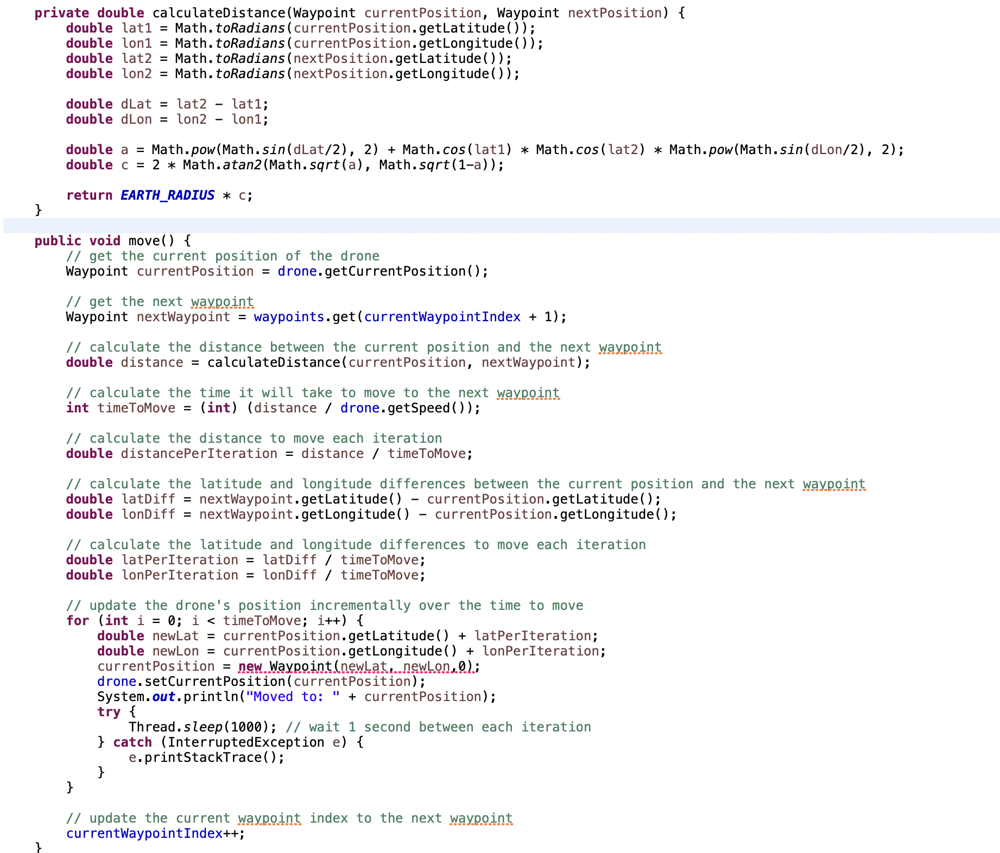 private double calculateDistance(Waypoint currentPosition, Waypoint nextPosition) {
double lat1 = Math.toRadians(currentPosition.getLatitude());
double lon1 = Math.toRadians(currentPosition.getLongitude());
double lat2 = Math.toRadians(nextPosition.getLatitude());
double lon2 = Math.toRadians(nextPosition.getLongitude());
double dLat = lat2 - lat1;
double dLon = lon2 - lon1;
double a = Math.pow(Math.sin(dLat/2), 2) + Math.cos(lat1) * Math.cos(lat2) * Math.pow(Math.sin(dLon/2), 2);
double c = 2 * Math.atan2(Math.sqrt(a), Math.sqrt(1-a));
return EARTH_RADIUS * c;
}
public void move() {
// get the current position of the drone
Waypoint currentPosition = drone.getCurrentPosition();
// get the next waypoint
Waypoint nextWaypoint = waypoints.get(currentWaypointIndex + 1);
// calculate the distance between the current position and the next waypoint
double distance = calculateDistance(currentPosition, nextWaypoint);
// calculate the time it will take to move to the next waypoint
int timeToMove = (int) (distance / drone.getSpeed());
// calculate the distance to move each iteration
double distancePerIteration = distance / timeToMove;
// calculate the latitude and longitude differences between the current position and the next waypoint
double latDiff = nextWaypoint.getLatitude() - currentPosition.getLatitude();
double lonDiff = nextWaypoint.getLongitude() - currentPosition.getLongitude();
// calculate the latitude and longitude differences to move each iteration
double latPerIteration = latDiff / timeToMove;
double lonPerIteration = lonDiff / timeToMove;
// update the drone's position incrementally over the time to move
for (int i = 0; i < timeToMove; i++) {
double newLat = currentPosition.getLatitude() + latPerIteration;
double newLon = currentPosition.getLongitude() + lonPerIteration;
currentPosition = new Waypoint(newLat, newLon,0);
drone.setCurrentPosition(currentPosition);
System.out.println("Moved to: " + currentPosition);
try {
Thread.sleep(1000); // wait 1 second between each iteration
} catch (InterruptedException e) {
e.printStackTrace();
}
}
// update the current waypoint index to the next waypoint
currentWaypointIndex++;
}